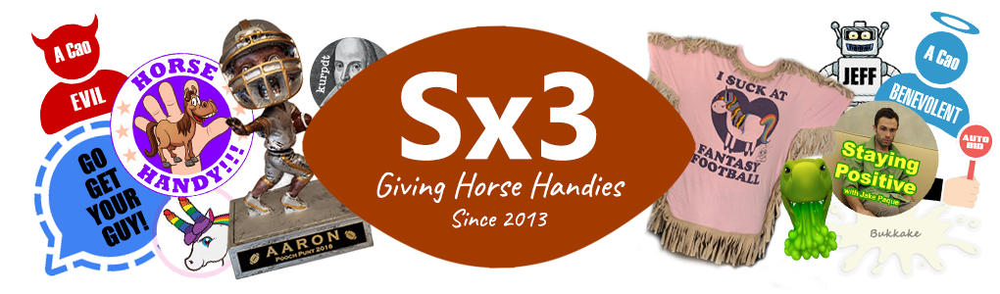 A Cao
EVIL
HORSE
HANDY!!!
kurpdt
GO
GET
YOUR
GUY!
AARON
POOCH PUNT 2018
Sx3
Giving Horse Handies
Since 2013
I SUCK AT
FANTASY
FOOTBALL
JEFF
A Cao
BENEVOLENT
AUTO
BID
Staying
Positive
with Jake Paque
Bukkake